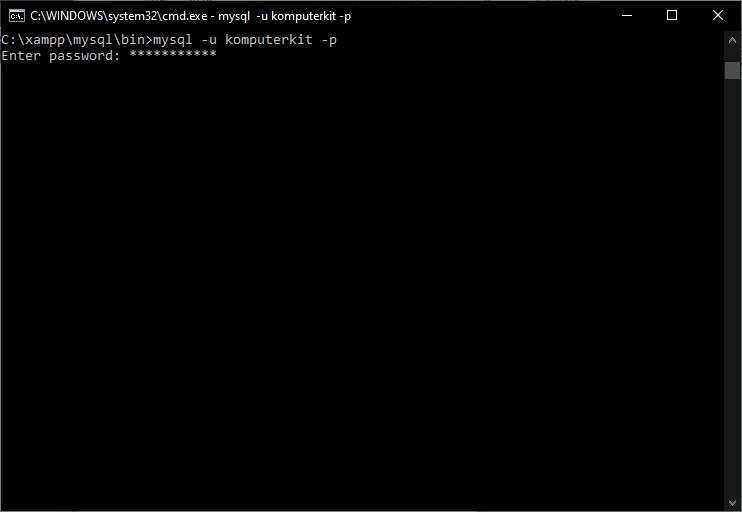 C:\WINDOWS\system32\cmd.exe - mysql  -u komputerkit -p
C:\xampp\mysql\bin>mysql -u komputerkit -p
Enter password: ***********